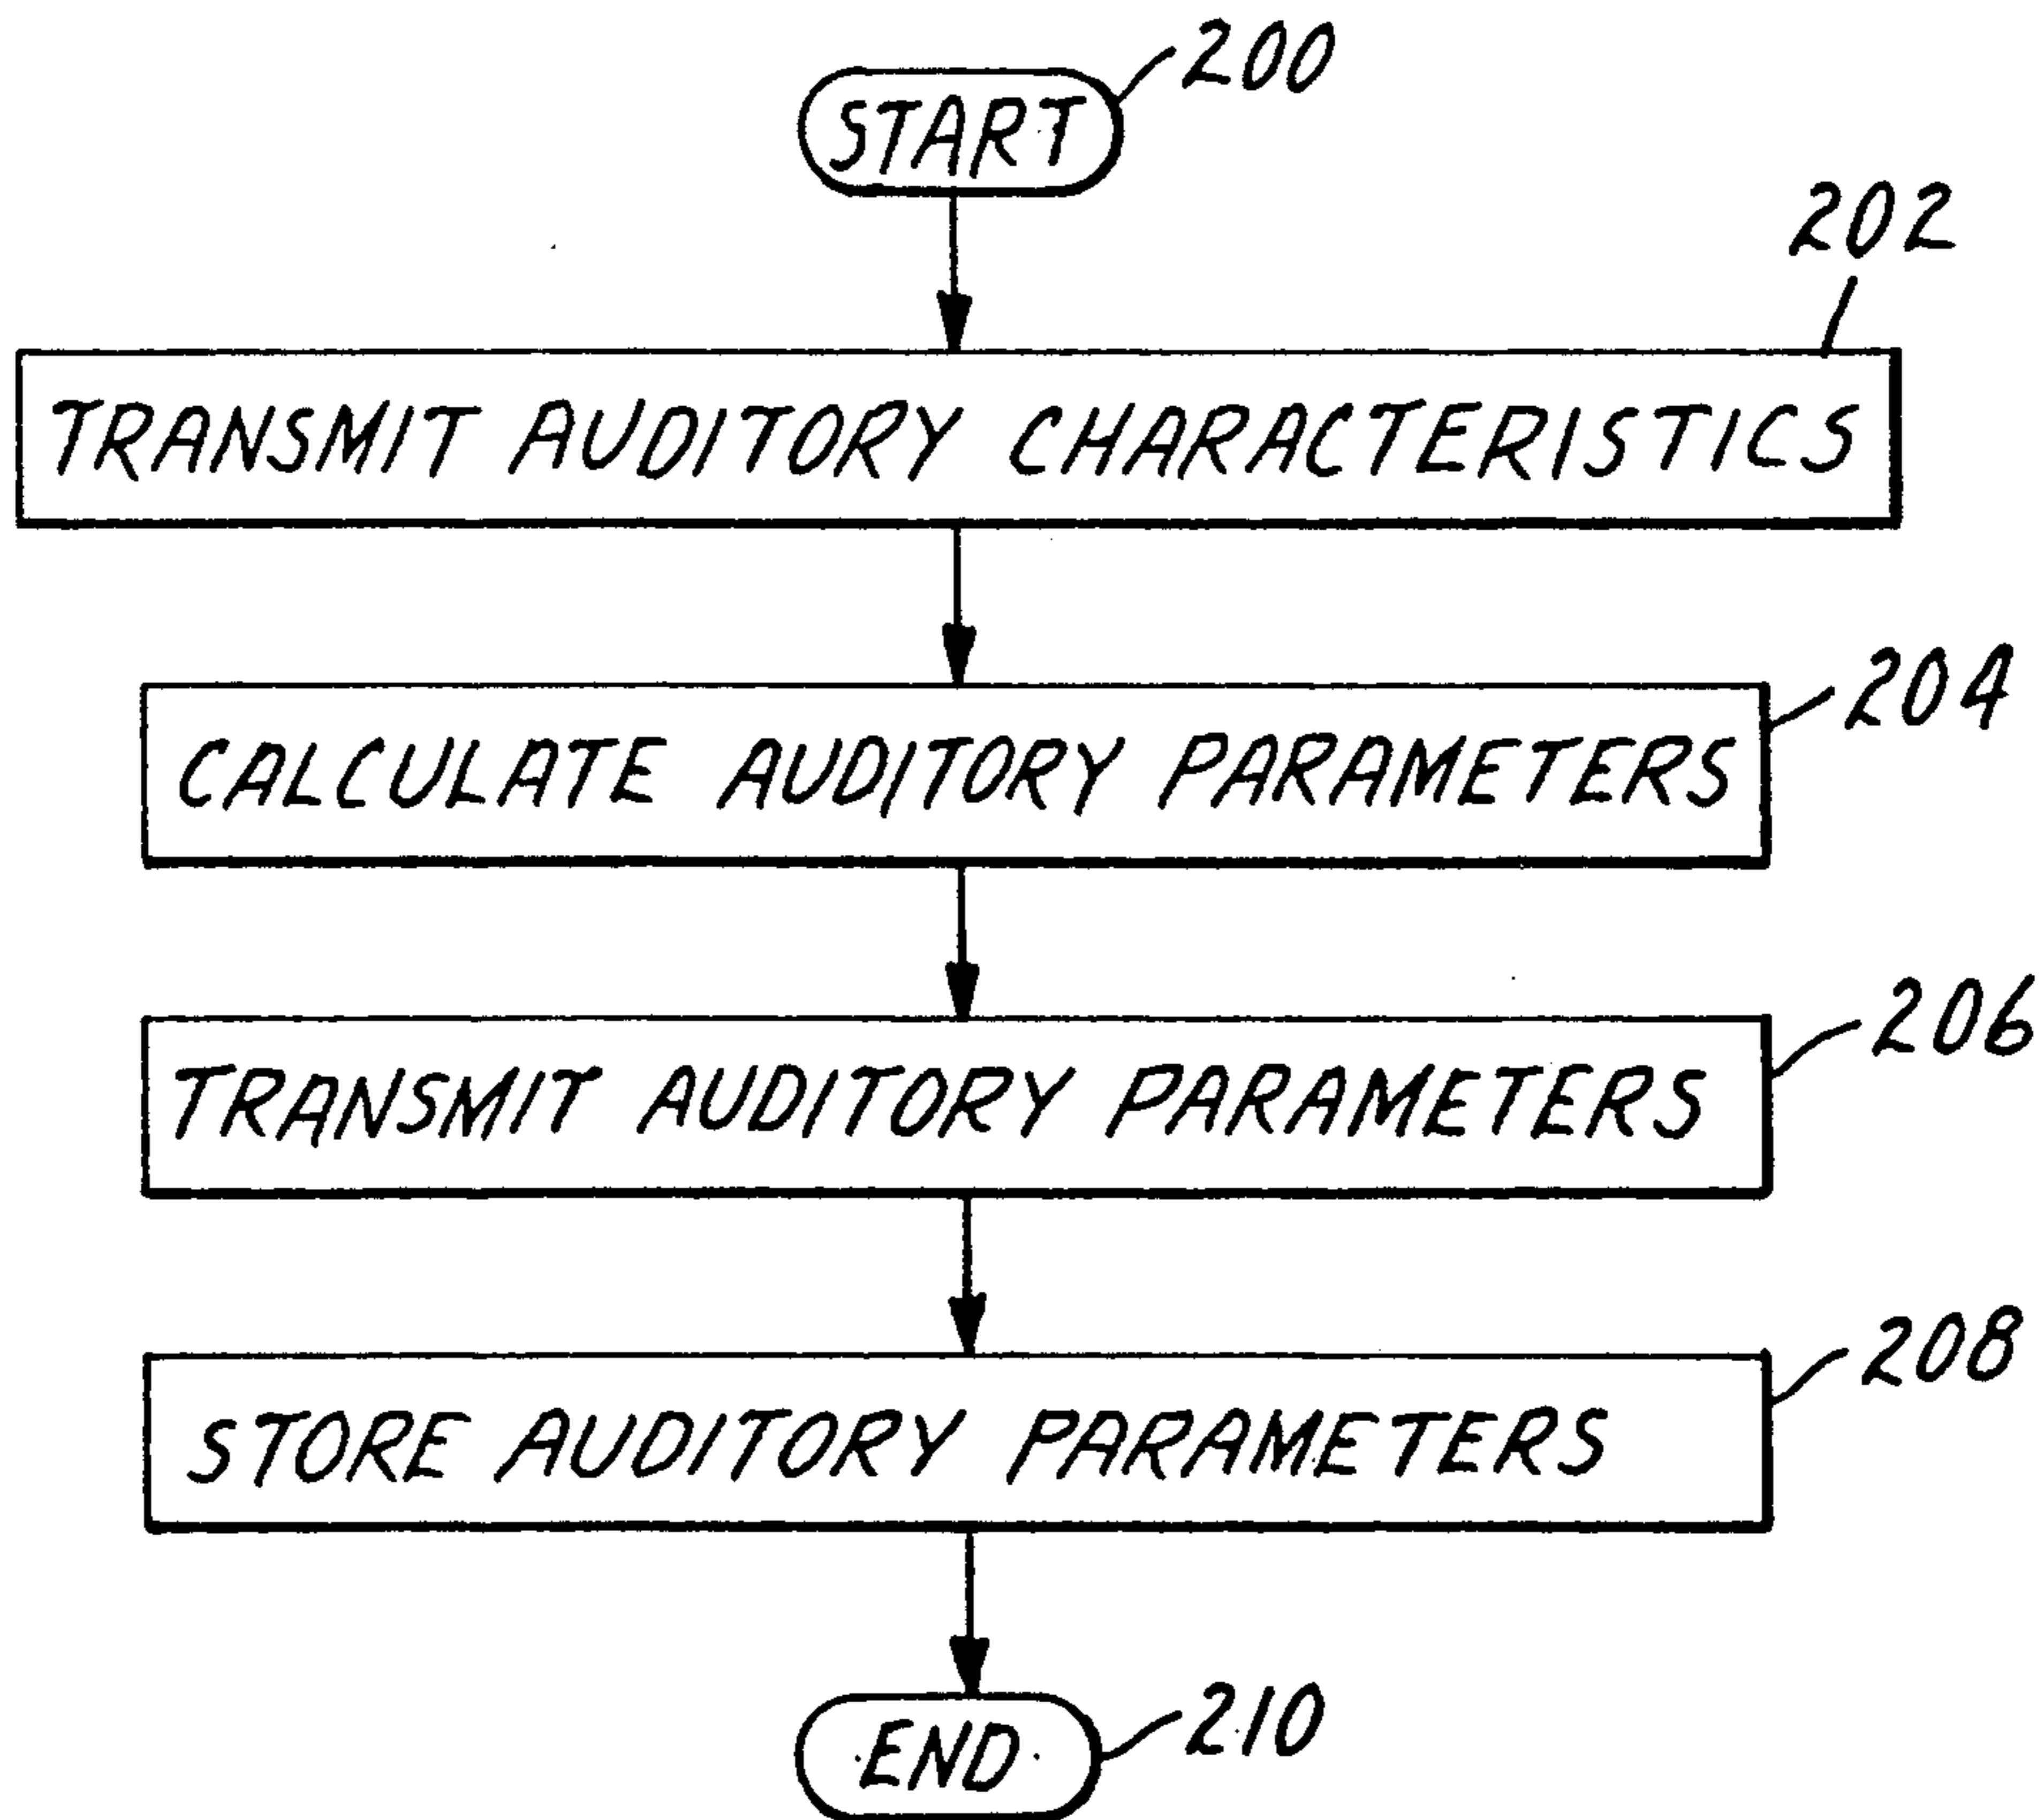 START
200
202
TRANSMIT AUDITORY CHARACTERISTICS
204
CALCULATE AUDITORY PARAMETERS
206
TRANSMIT AUDITORY PARAMETERS
208
STORE AUDITORY PARAMETERS
END
210